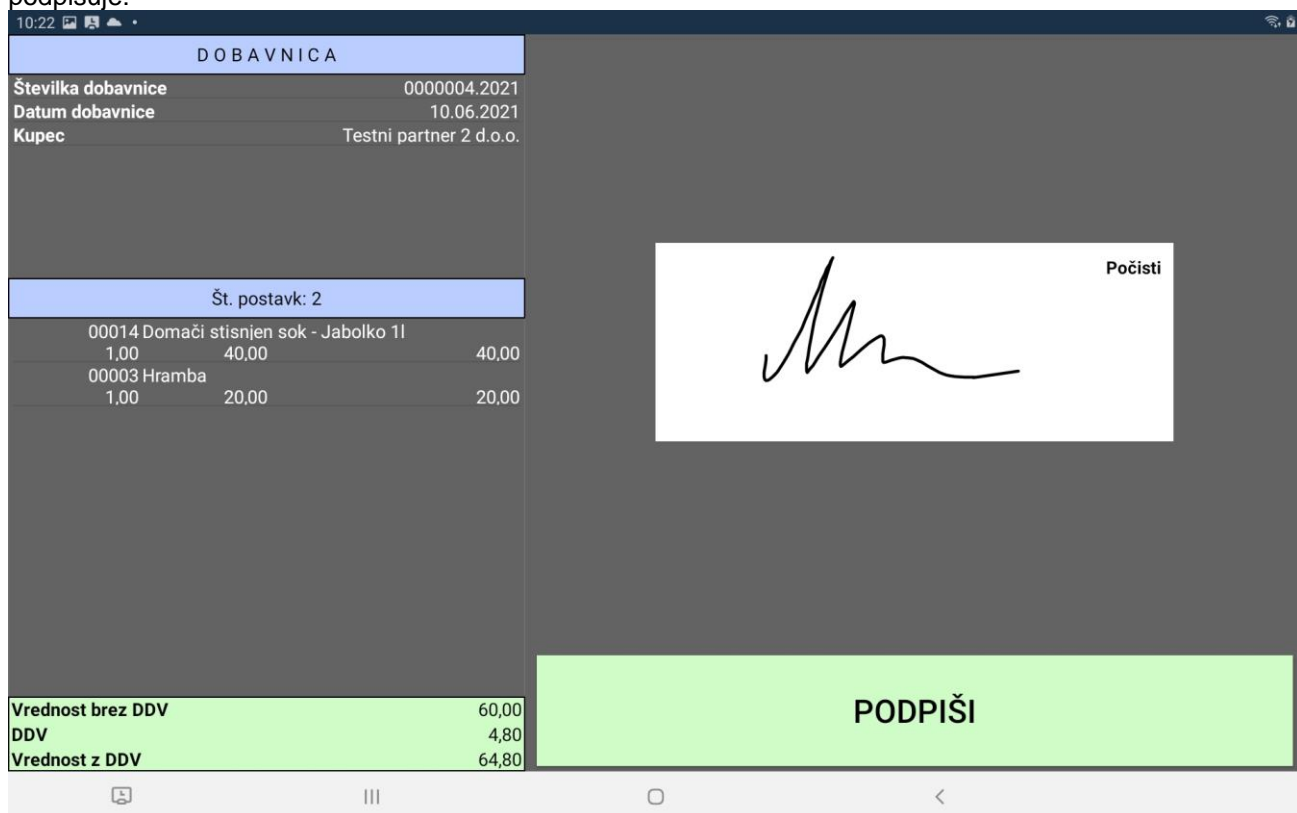 podpisuje.
10:22
DOBAVNICA
Številka dobavnice 0000004.2021
Datum dobavnice 10.06.2021
Kupec Testni partner 2 d.o.o.
Št. postavk: 2
00014 Domači stisnjen sok - Jabolko 1l
1,00 40,00 40,00
00003 Hramba
1,00 20,00 20,00
Vrednost brez DDV 60,00
DDV 4,80
Vrednost z DDV 64,80
Počisti
PODPIŠI